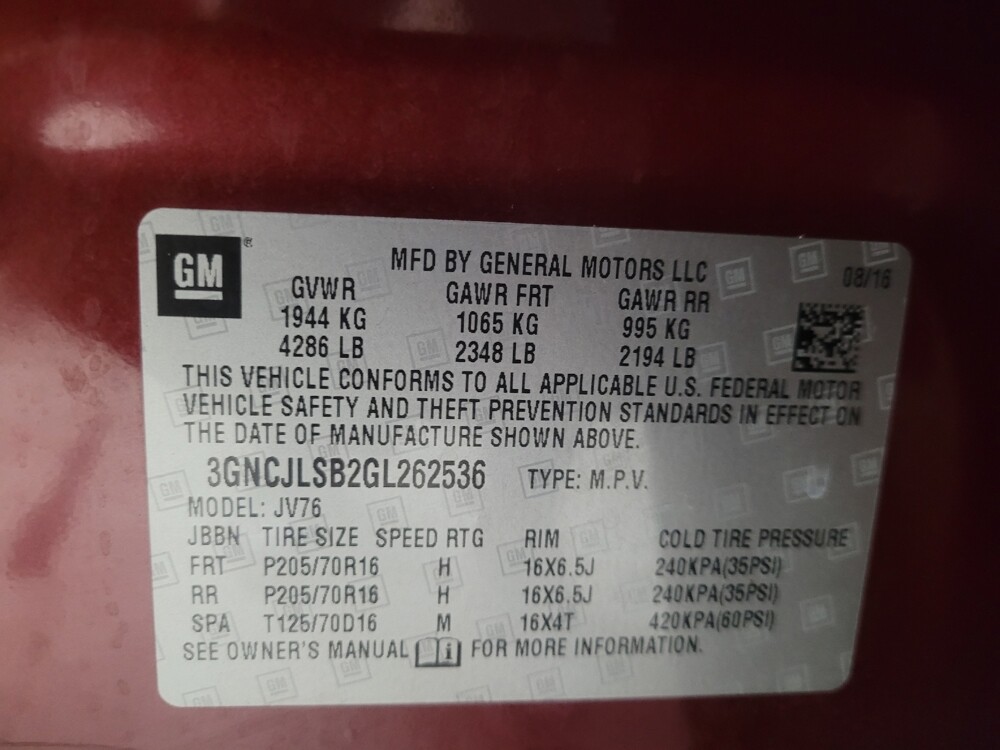 GM ®
MFD BY GENERAL MOTORS LLC 08/16
GVWR GAWR FRT GAWR RR
1944 KG 1065 KG 995 KG
4286 LB 2348 LB 2194 LB
THIS VEHICLE CONFORMS TO ALL APPLICABLE U.S. FEDERAL MOTOR
VEHICLE SAFETY AND THEFT PREVENTION STANDARDS IN EFFECT ON
THE DATE OF MANUFACTURE SHOWN ABOVE.
3GNCJLSB2GL262536 TYPE: M.P.V.
MODEL: JV76
JBBN TIRE SIZE SPEED RTG RIM COLD TIRE PRESSURE
FRT P205/70R16 H 16X6.5J 240KPA(35PSI)
RR P205/70R16 H 16X6.5J 240KPA(35PSI)
SPA T125/70D16 M 16X4T 420KPA(60PSI)
SEE OWNER'S MANUAL i FOR MORE INFORMATION.